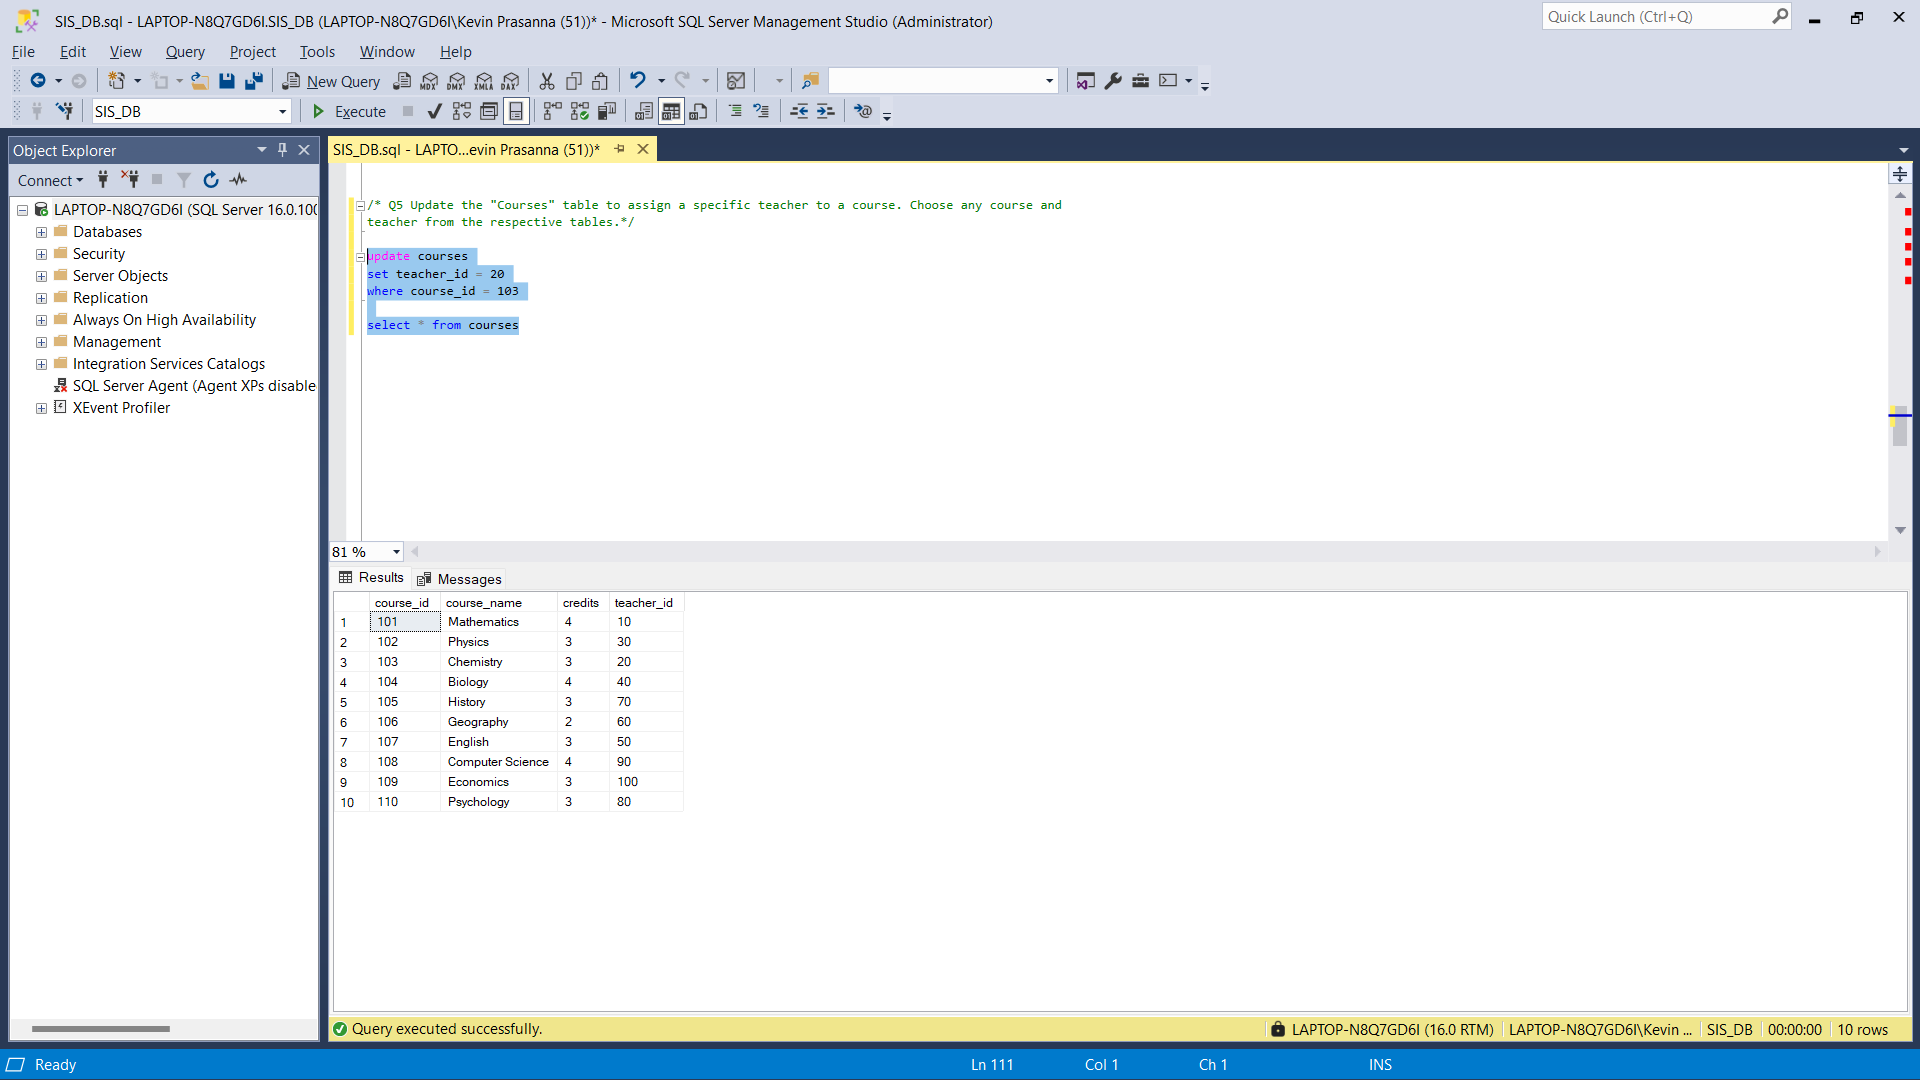 SIS_DB.sql - LAPTOP-N8Q7GD6I.SIS_DB (LAPTOP-N8Q7GD6I\Kevin Prasanna (51))* - Microsoft SQL Server Management Studio (Administrator)
Quick Launch (Ctrl+Q)
File Edit View Query Project Tools Window Help
New Query MDX DMX XMLA DAX
SIS_DB Execute
Object Explorer
SIS_DB.sql - LAPTO...evin Prasanna (51))*
Connect
LAPTOP-N8Q7GD6I (SQL Server 16.0.100
Databases
Security
Server Objects
Replication
Always On High Availability
Management
Integration Services Catalogs
SQL Server Agent (Agent XPs disable
XEvent Profiler
/* Q5 Update the "Courses" table to assign a specific teacher to a course. Choose any course and
teacher from the respective tables.*/
update courses
set teacher_id = 20
where course_id = 103
select * from courses
81 %
Results Messages
course_id course_name credits teacher_id
1 101 Mathematics 4 10
2 102 Physics 3 30
3 103 Chemistry 3 20
4 104 Biology 4 40
5 105 History 3 70
6 106 Geography 2 60
7 107 English 3 50
8 108 Computer Science 4 90
9 109 Economics 3 100
10 110 Psychology 3 80
Query executed successfully. LAPTOP-N8Q7GD6I (16.0 RTM) LAPTOP-N8Q7GD6I\Kevin ... SIS_DB 00:00:00 10 rows
Ready Ln 111 Col 1 Ch 1 INS